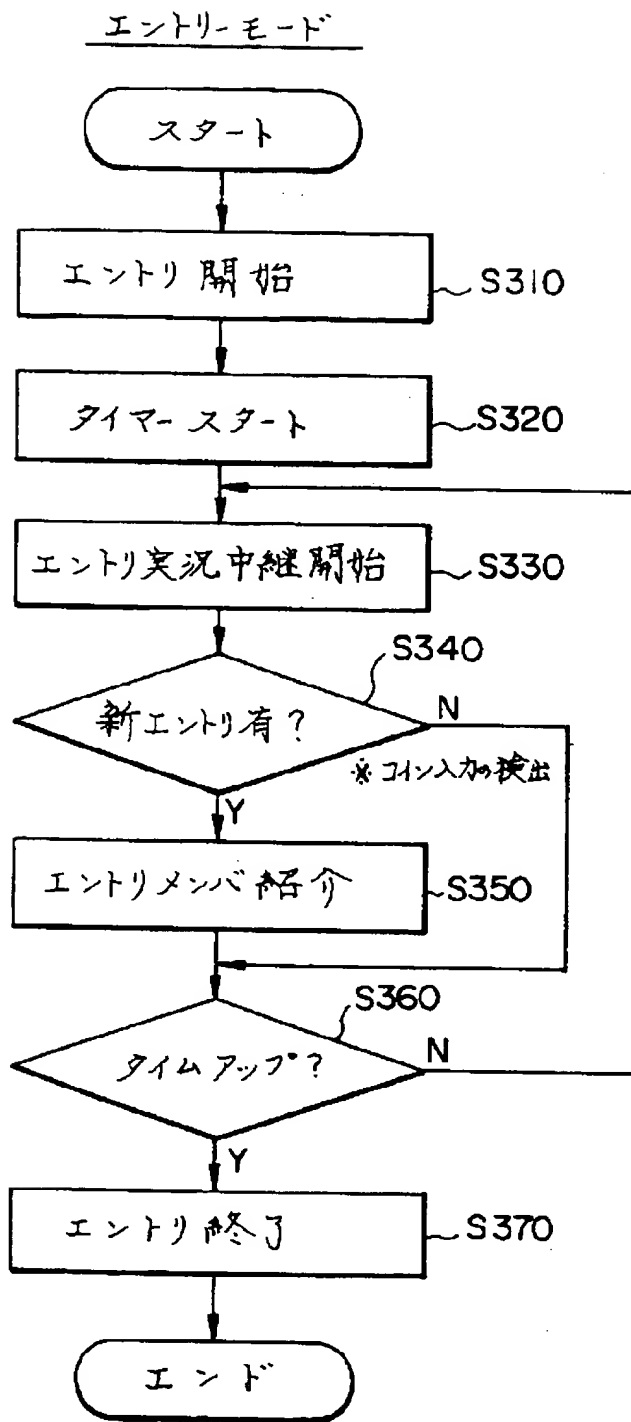 エントリーモード
スタート
エントリ開始
S310
タイマースタート
S320
エントリ実況中継開始
S330
S340
新エントリ有？
N
※コイン入力の検出
Y
エントリメンバ紹介
S350
S360
タイムアップ？
N
Y
エントリ終了
S370
エンド